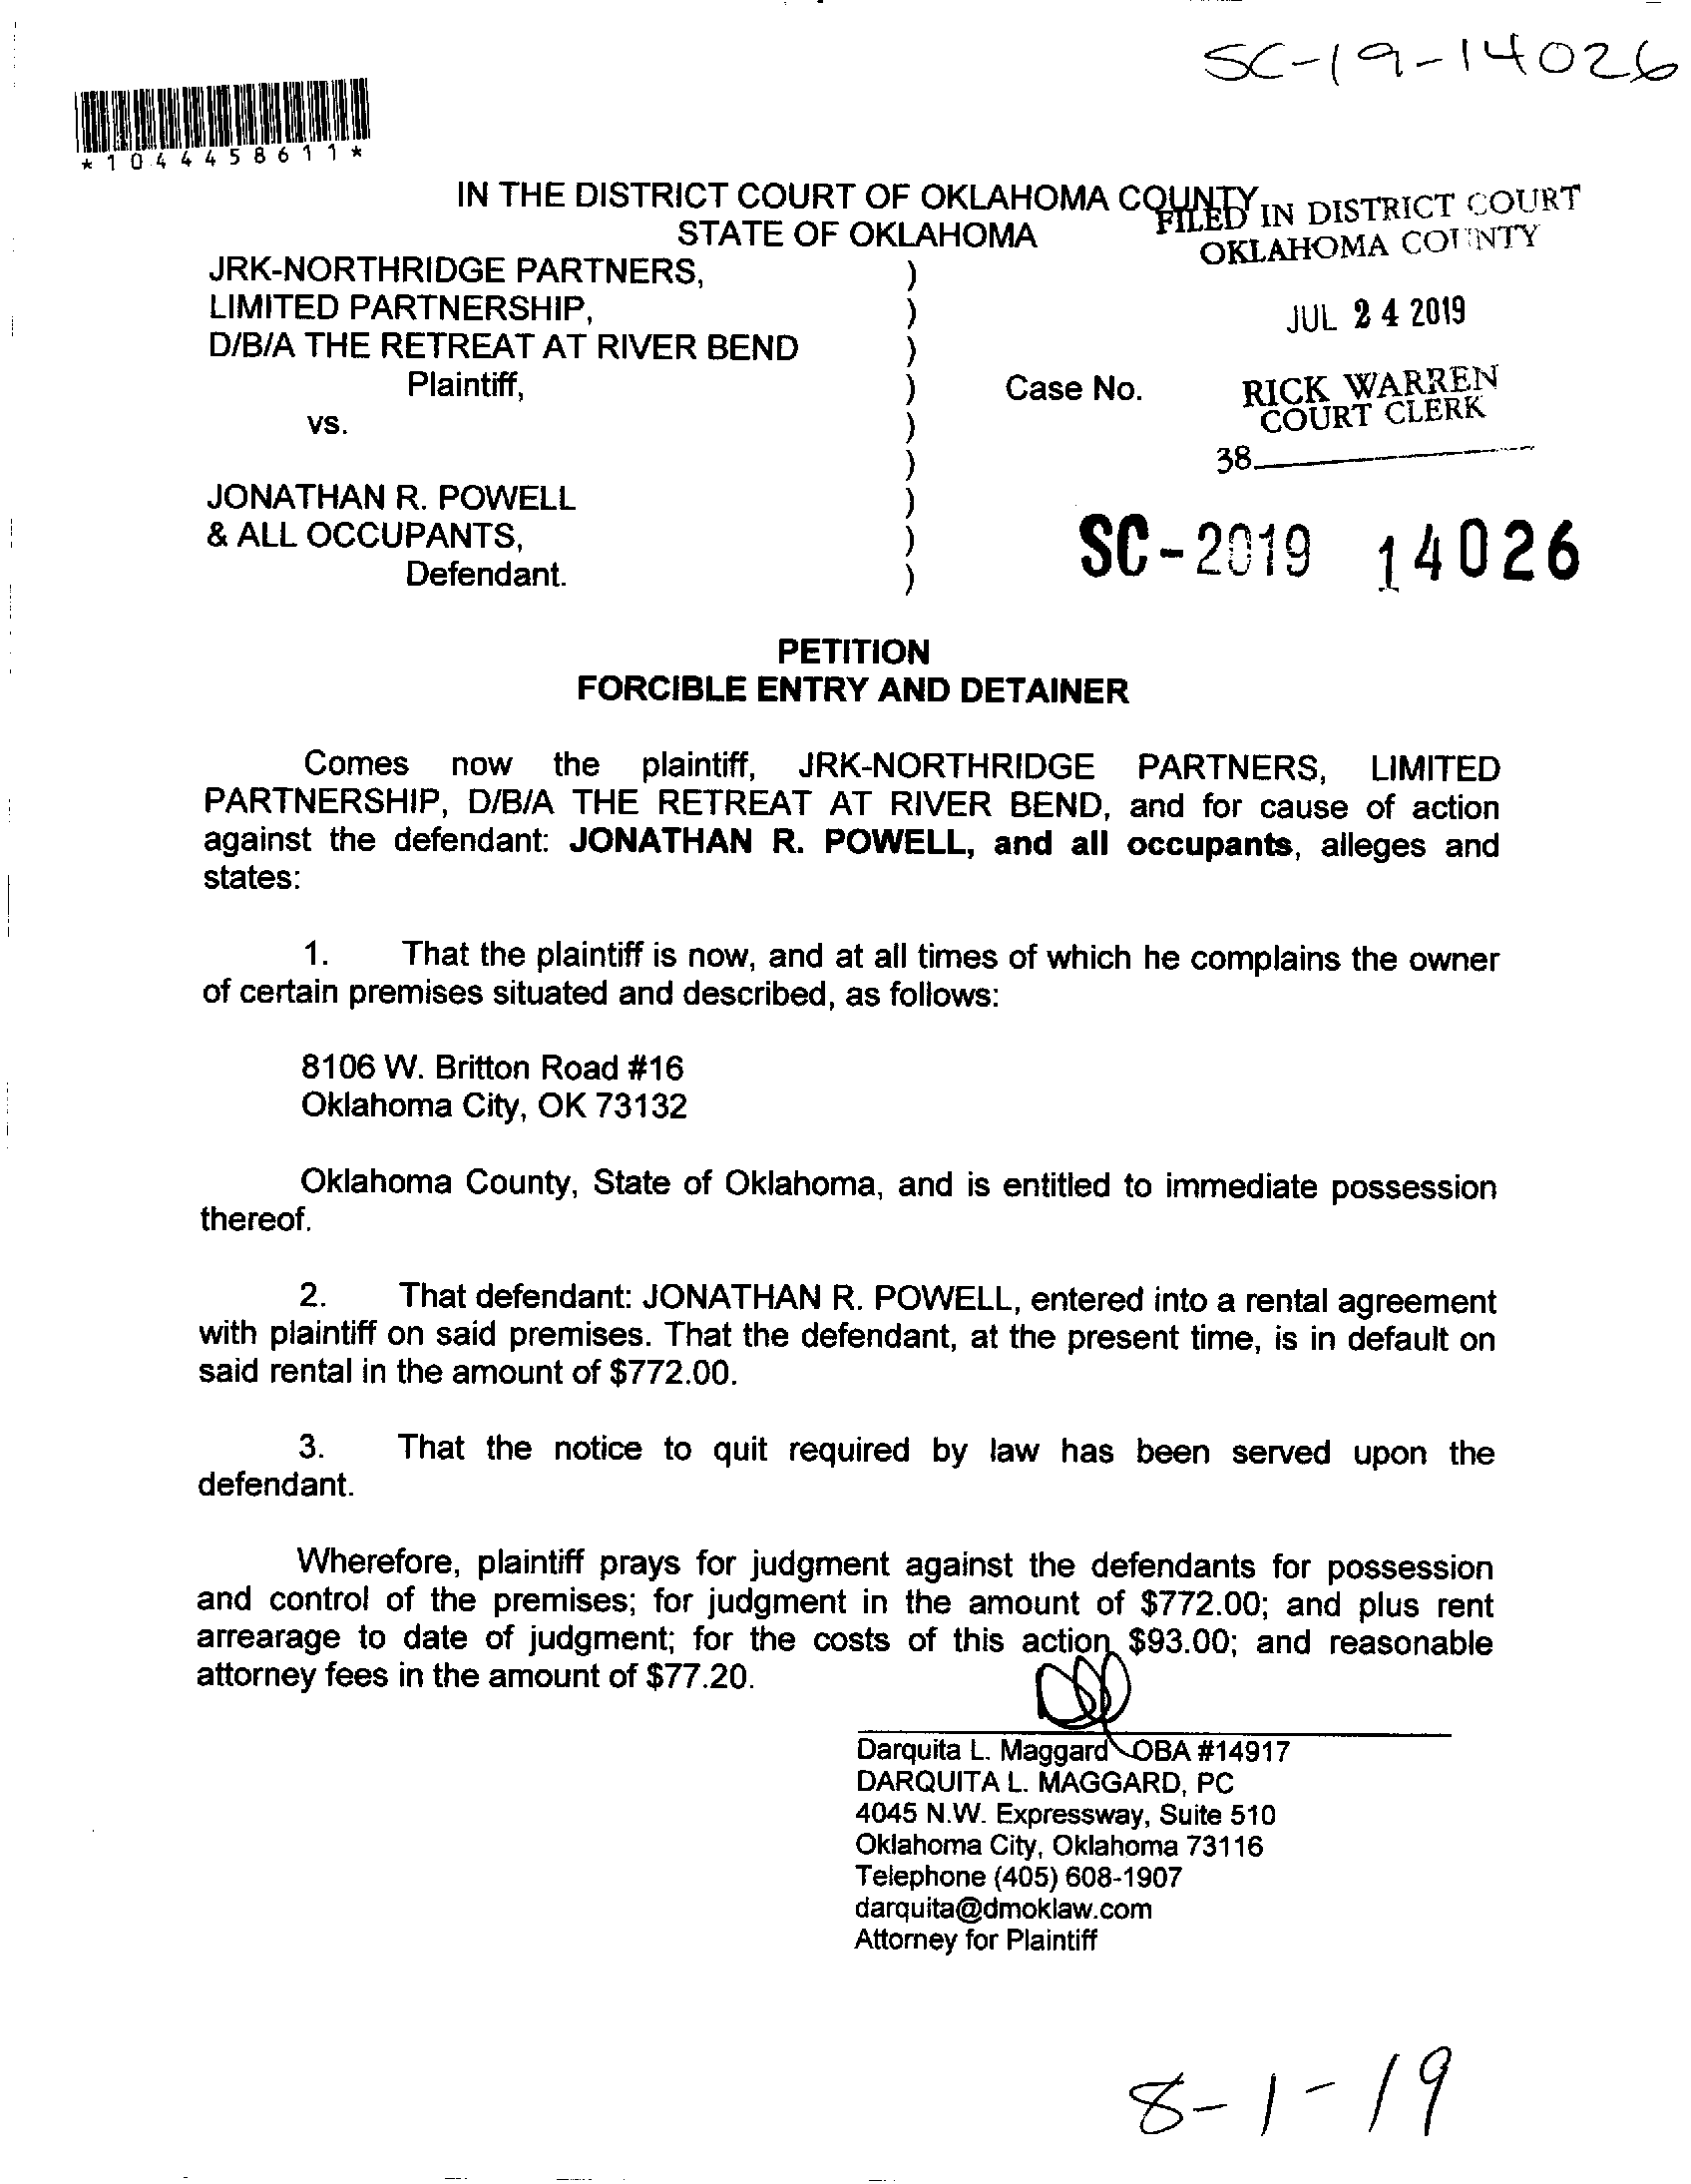 SC-19-14026
*1044458611*
IN THE DISTRICT COURT OF OKLAHOMA COUNTY
STATE OF OKLAHOMA
FILED IN DISTRICT COURT
OKLAHOMA COUNTY
JUL 24 2019
RICK WARREN
COURT CLERK
38
JRK-NORTHRIDGE PARTNERS, )
LIMITED PARTNERSHIP, )
D/B/A THE RETREAT AT RIVER BEND )
Plaintiff, ) Case No.
vs. )
)
JONATHAN R. POWELL )
& ALL OCCUPANTS, )
Defendant. )
SC-2019 14026
PETITION
FORCIBLE ENTRY AND DETAINER
Comes now the plaintiff, JRK-NORTHRIDGE PARTNERS, LIMITED
PARTNERSHIP, D/B/A THE RETREAT AT RIVER BEND, and for cause of action
against the defendant: JONATHAN R. POWELL, and all occupants, alleges and
states:
1. That the plaintiff is now, and at all times of which he complains the owner
of certain premises situated and described, as follows:
8106 W. Britton Road #16
Oklahoma City, OK 73132
Oklahoma County, State of Oklahoma, and is entitled to immediate possession
thereof.
2. That defendant: JONATHAN R. POWELL, entered into a rental agreement
with plaintiff on said premises. That the defendant, at the present time, is in default on
said rental in the amount of $772.00.
3. That the notice to quit required by law has been served upon the
defendant.
Wherefore, plaintiff prays for judgment against the defendants for possession
and control of the premises; for judgment in the amount of $772.00; and plus rent
arrearage to date of judgment; for the costs of this action $93.00; and reasonable
attorney fees in the amount of $77.20.
Darquita L. Maggard OBA #14917
DARQUITA L. MAGGARD, PC
4045 N.W. Expressway, Suite 510
Oklahoma City, Oklahoma 73116
Telephone (405) 608-1907
darquita@dmoklaw.com
Attorney for Plaintiff
8-1-19